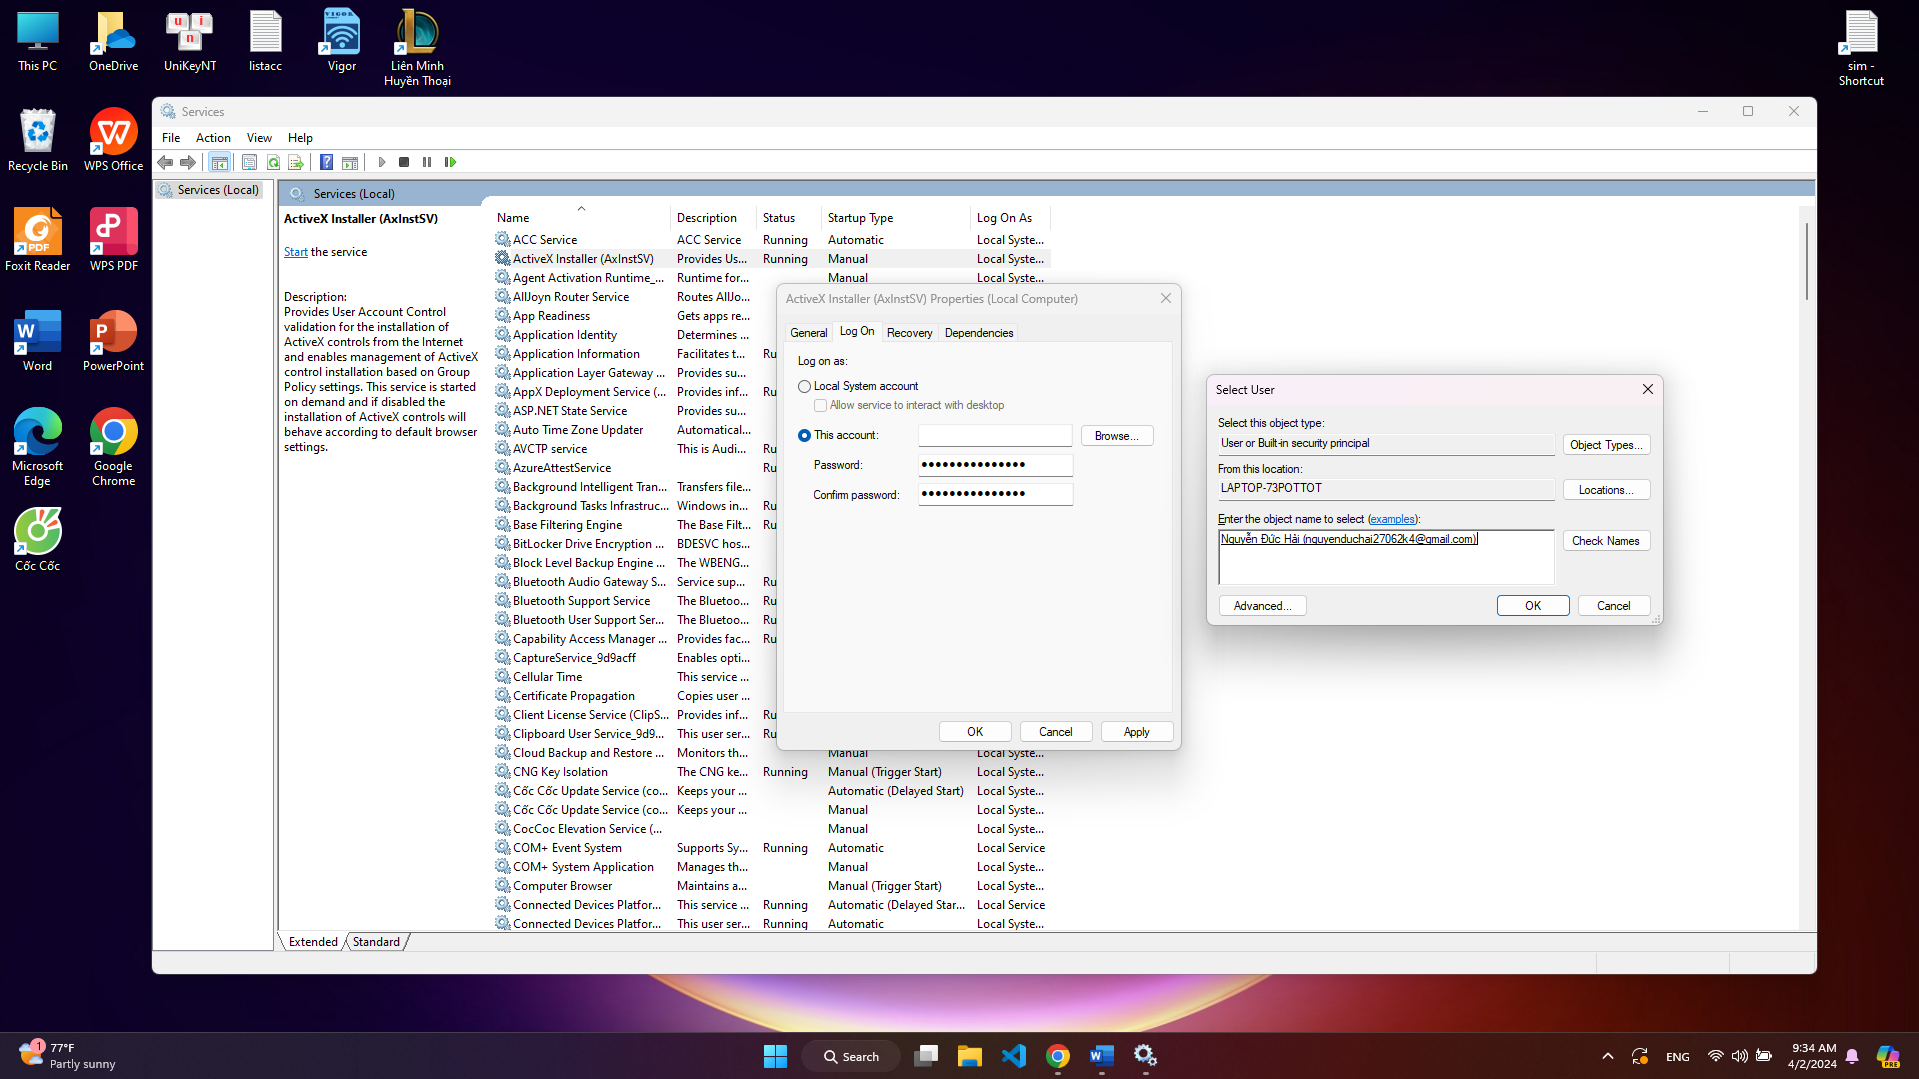 This PC
OneDrive
UniKeyNT
listacc
Vigor
Liên Minh
Huyền Thoại
sim -
Shortcut
Recycle Bin
WPS Office
Foxit Reader
WPS PDF
Word
PowerPoint
Microsoft
Edge
Google
Chrome
Cốc Cốc
Services
File Action View Help
Services (Local)
Services (Local)
ActiveX Installer (AxInstSV)
Start the service
Description:
Provides User Account Control
validation for the installation of
ActiveX controls from the Internet
and enables management of ActiveX
control installation based on Group
Policy settings. This service is started
on demand and if disabled the
installation of ActiveX controls will
behave according to default browser
settings.
Name Description Status Startup Type Log On As
ACC Service ACC Service Running Automatic Local Syste...
ActiveX Installer (AxInstSV) Provides Us... Running Manual Local Syste...
Agent Activation Runtime_... Runtime for... Manual Local Syste...
AllJoyn Router Service Routes AllJo...
App Readiness Gets apps re...
Application Identity Determines ...
Application Information Facilitates t... Ru
Application Layer Gateway ... Provides su...
AppX Deployment Service (... Provides inf... Ru
ASP.NET State Service Provides su...
Auto Time Zone Updater Automatical...
AVCTP service This is Audi... Ru
AzureAttestService Ru
Background Intelligent Tran... Transfers file...
Background Tasks Infrastruc... Windows in... Ru
Base Filtering Engine The Base Filt... Ru
BitLocker Drive Encryption ... BDESVC hos...
Block Level Backup Engine ... The WBENG...
Bluetooth Audio Gateway S... Service sup... Ru
Bluetooth Support Service The Bluetoo... Ru
Bluetooth User Support Ser... The Bluetoo... Ru
Capability Access Manager ... Provides fac... Ru
CaptureService_9d9acff Enables opti...
Cellular Time This service ...
Certificate Propagation Copies user ...
Client License Service (ClipS... Provides inf... Ru
Clipboard User Service_9d9... This user ser... Ru
Cloud Backup and Restore ... Monitors th... Manual Local Syste...
CNG Key Isolation The CNG ke... Running Manual (Trigger Start) Local Syste...
Cốc Cốc Update Service (co... Keeps your ... Automatic (Delayed Start) Local Syste...
Cốc Cốc Update Service (co... Keeps your ... Manual Local Syste...
CocCoc Elevation Service (... Manual Local Syste...
COM+ Event System Supports Sy... Running Automatic Local Service
COM+ System Application Manages th... Manual Local Syste...
Computer Browser Maintains a... Manual (Trigger Start) Local Syste...
Connected Devices Platfor... This service ... Running Automatic (Delayed Star... Local Service
Connected Devices Platfor... This user ser... Running Automatic Local Syste...
Extended Standard
ActiveX Installer (AxInstSV) Properties (Local Computer)
General Log On Recovery Dependencies
Log on as:
Local System account
Allow service to interact with desktop
This account: Browse...
Password: •••••••••••••••
Confirm password: •••••••••••••••
OK Cancel Apply
Select User
Select this object type:
User or Built-in security principal Object Types...
From this location:
LAPTOP-73POTTOT Locations...
Enter the object name to select (examples):
Nguyễn Đức Hải (nguyenduchai27062k4@gmail.com) Check Names
Advanced... OK Cancel
1
77°F
Partly sunny
Search
ENG
9:34 AM
4/2/2024